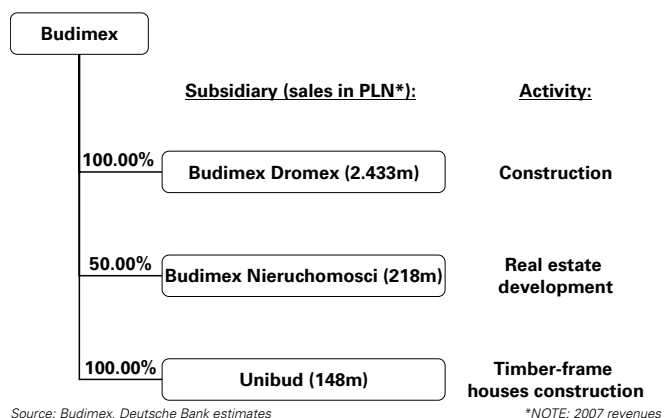 Budimex
Subsidiary (sales in PLN*):
Activity:
100.00%
Budimex Dromex (2.433m)
Construction
50.00%
Budimex Nieruchomosci (218m)
Real estate
development
100.00%
Unibud (148m)
Timber-frame
houses construction
Source: Budimex, Deutsche Bank estimates
*NOTE: 2007 revenues